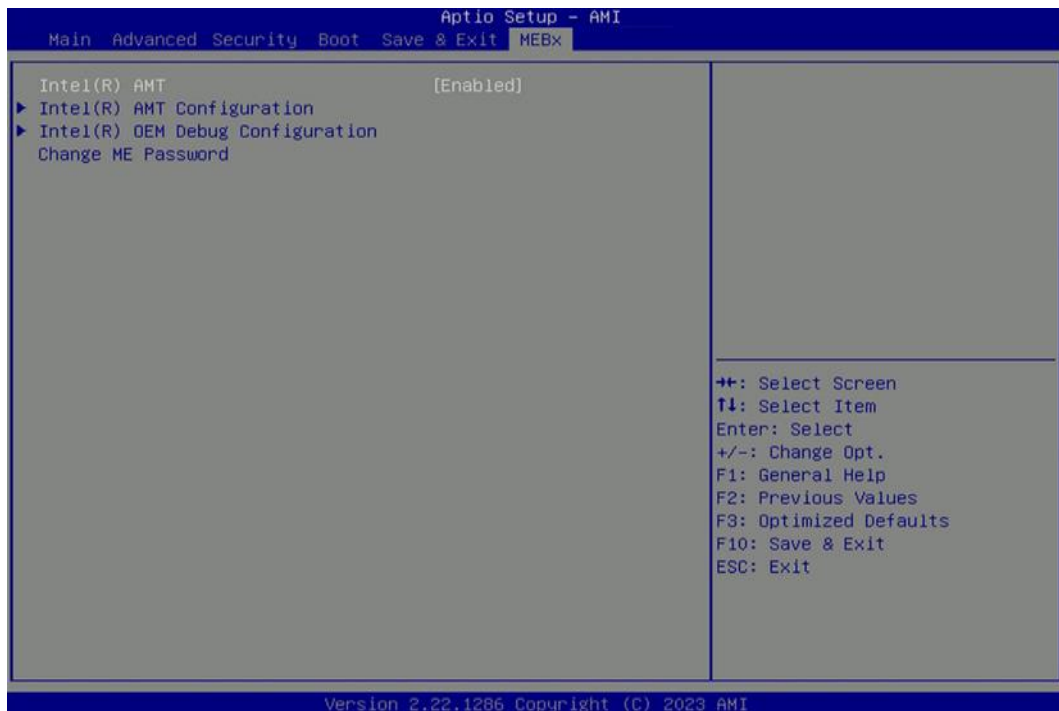 Aptio Setup – AMI
Main Advanced Security Boot Save & Exit MEBx
Intel(R) AMT [Enabled]
► Intel(R) AMT Configuration
► Intel(R) OEM Debug Configuration
Change ME Password
→←: Select Screen
↑↓: Select Item
Enter: Select
+/-: Change Opt.
F1: General Help
F2: Previous Values
F3: Optimized Defaults
F10: Save & Exit
ESC: Exit
Version 2.22.1286 Copyright (C) 2023 AMI